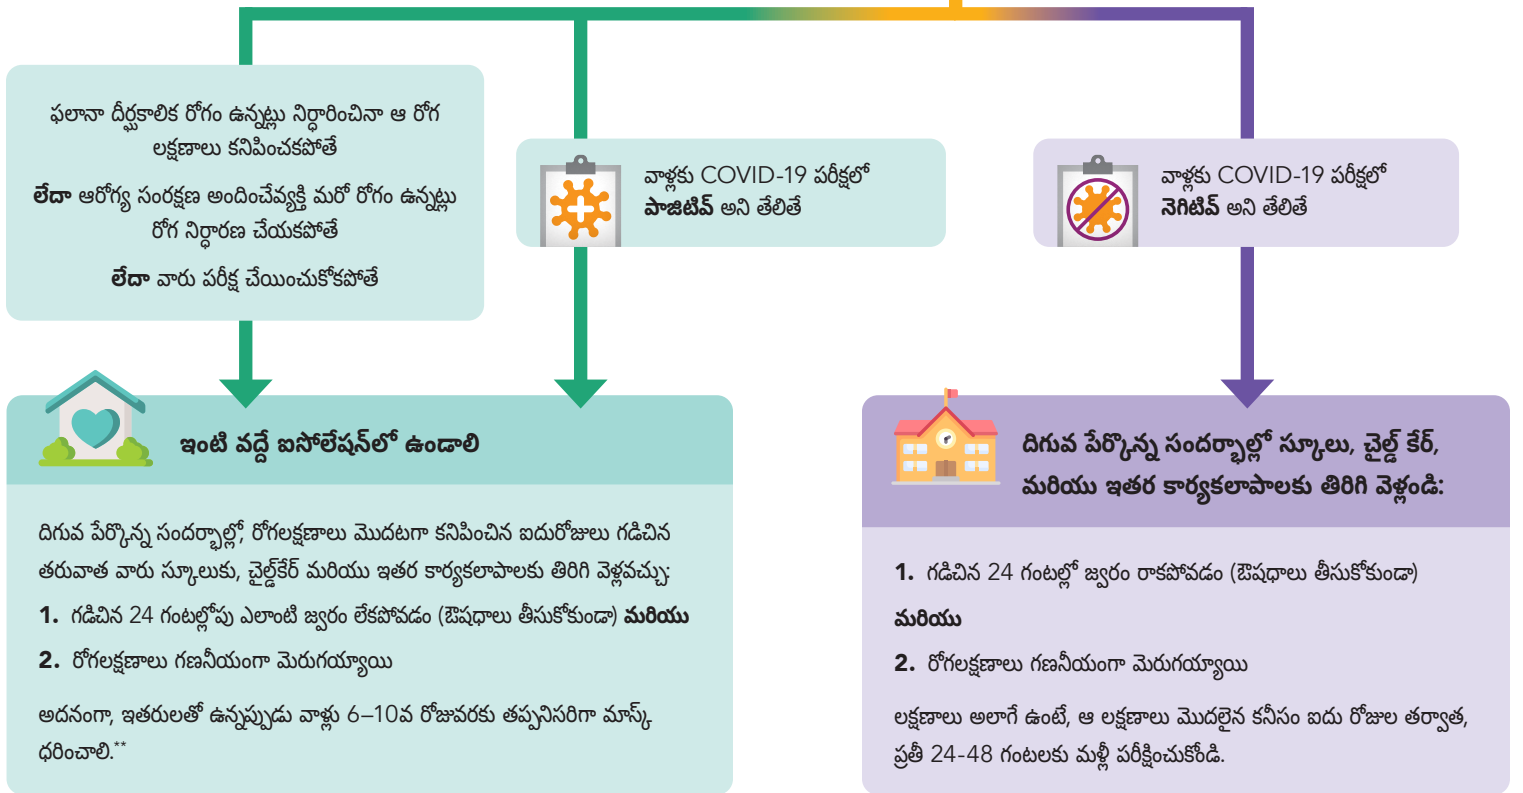 ఫలానా దీర్ఘకాలిక రోగం ఉన్నట్లు నిర్ధారించినా ఆ రోగ
లక్షణాలు కనిపించకపోతే
లేదా ఆరోగ్య సంరక్షణ అందించేవ్యక్తి మరో రోగం ఉన్నట్లు
రోగ నిర్ధారణ చేయకపోతే
లేదా వారు పరీక్ష చేయించుకోకపోతే
వాళ్లకు COVID-19 పరీక్షలో
పాజిటివ్ అని తేలితే
వాళ్లకు COVID-19 పరీక్షలో
నెగిటివ్ అని తేలితే
ఇంటి వద్దే ఐసోలేషన్‌లో ఉండాలి
దిగువ పేర్కొన్న సందర్భాల్లో, రోగలక్షణాలు మొదటగా కనిపించిన ఐదురోజులు గడిచిన
తరువాత వారు స్కూలుకు, చైల్డ్‌కేర్ మరియు ఇతర కార్యకలాపాలకు తిరిగి వెళ్లవచ్చు:
1. గడిచిన 24 గంటల్లోపు ఎలాంటి జ్వరం లేకపోవడం (ఔషధాలు తీసుకోకుండా) మరియు
2. రోగలక్షణాలు గణనీయంగా మెరుగయ్యాయి
అదనంగా, ఇతరులతో ఉన్నప్పుడు వాళ్లు 6–10వ రోజువరకు తప్పనిసరిగా మాస్క్
ధరించాలి.**
దిగువ పేర్కొన్న సందర్భాల్లో స్కూలు, చైల్డ్ కేర్,
మరియు ఇతర కార్యకలాపాలకు తిరిగి వెళ్లండి:
1. గడిచిన 24 గంటల్లో జ్వరం రాకపోవడం (ఔషధాలు తీసుకోకుండా)
మరియు
2. రోగలక్షణాలు గణనీయంగా మెరుగయ్యాయి
లక్షణాలు అలాగే ఉంటే, ఆ లక్షణాలు మొదలైన కనీసం ఐదు రోజుల తర్వాత,
ప్రతీ 24-48 గంటలకు మళ్లీ పరీక్షించుకోండి.